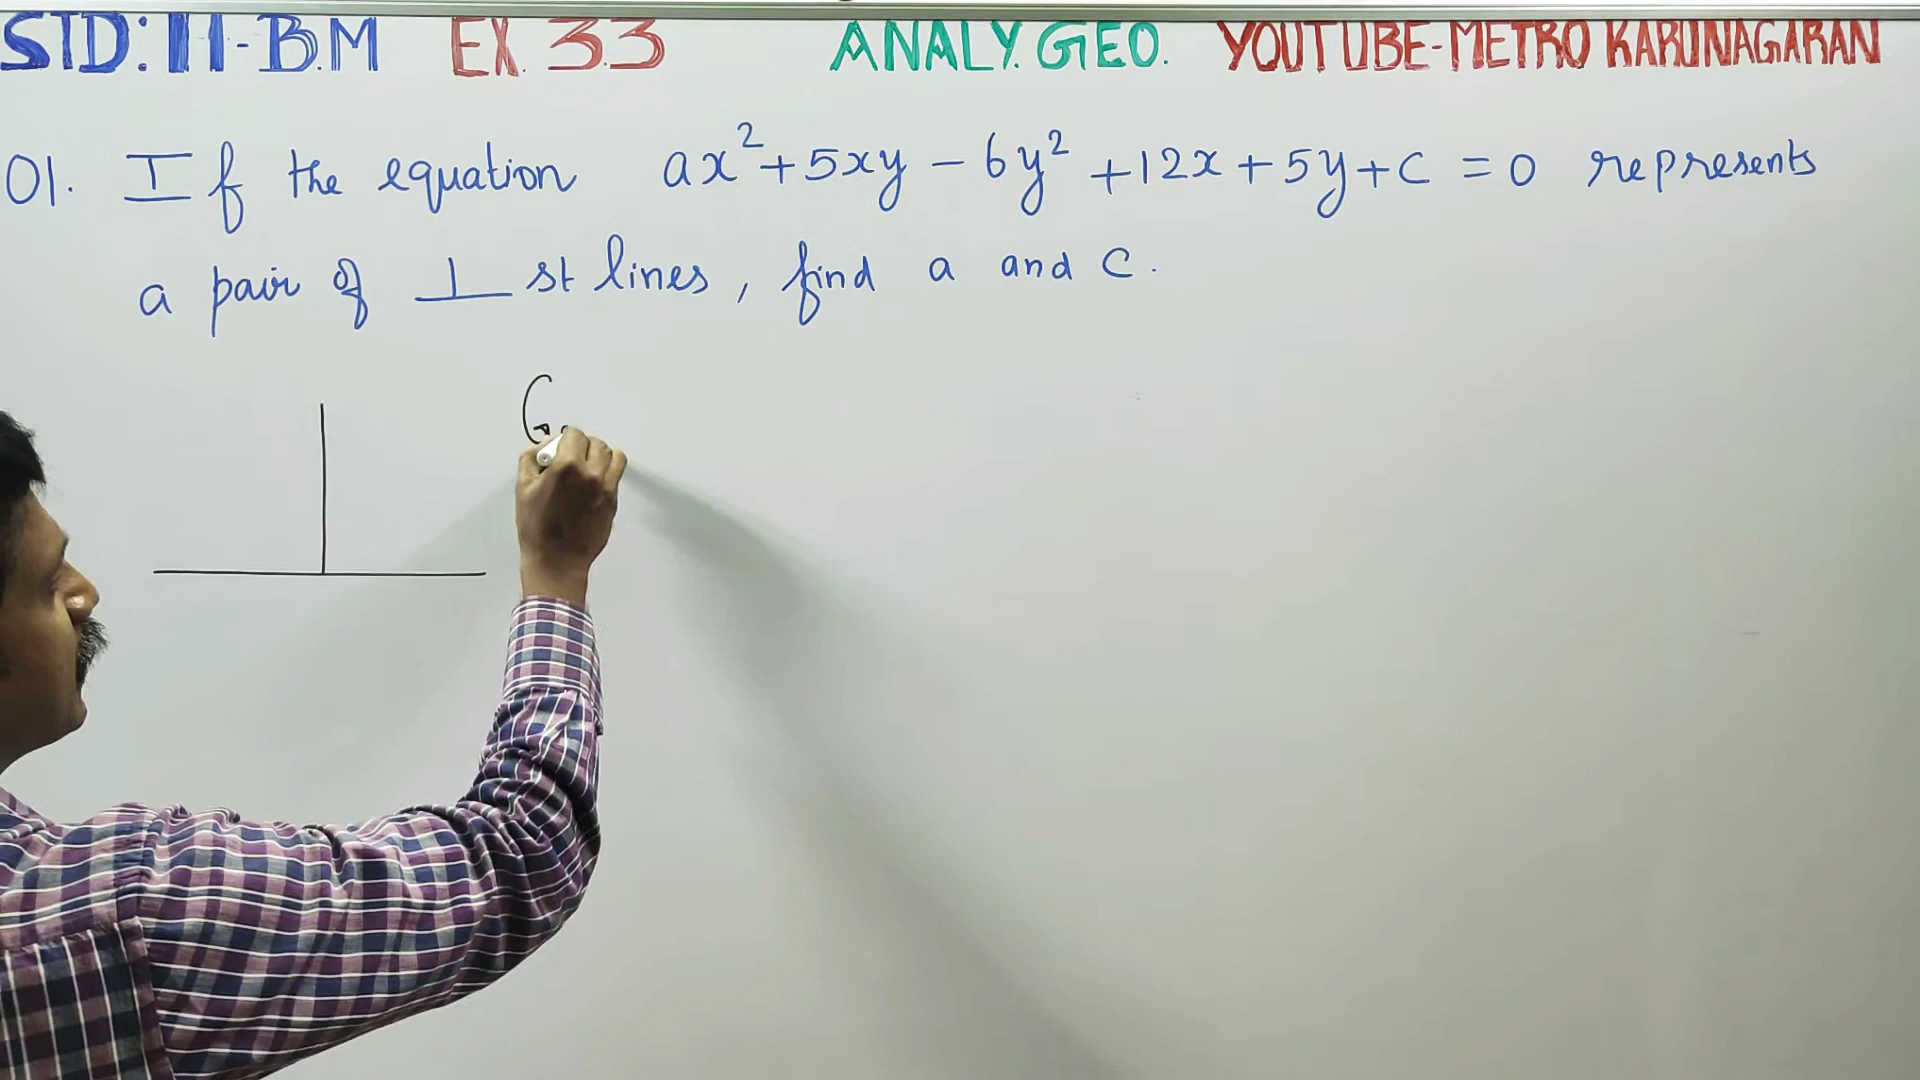 STD: 11-B.M EX. 3.3 ANALY. GEO. YOUTUBE-METRO KARUNAGARAN
01. If the equation ax²+5xy-6y²+12x+5y+c=0 represents
a pair of ⊥ st lines, find a and c.
G